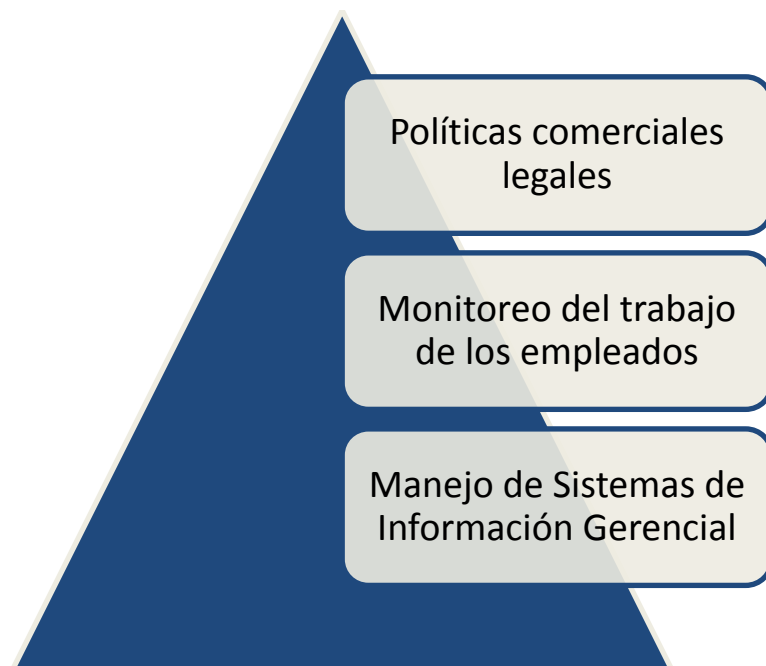 Políticas comerciales
legales
Monitoreo del trabajo
de los empleados
Manejo de Sistemas de
Información Gerencial